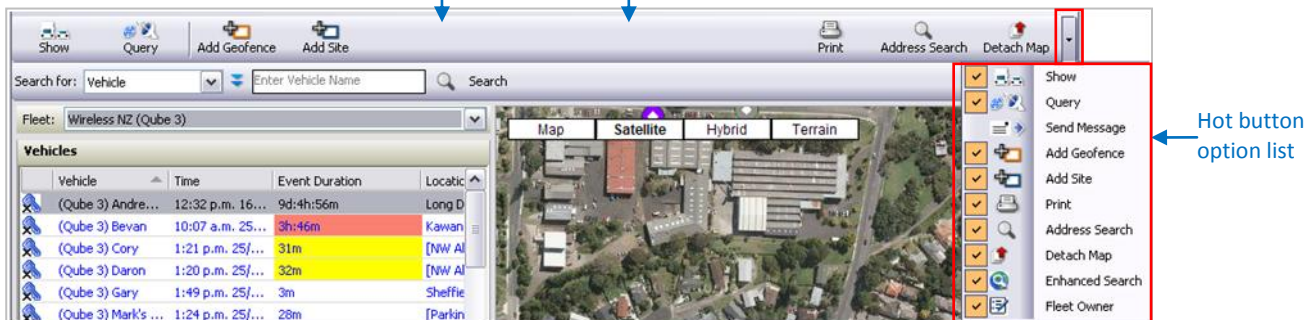 Show Query Add Geofence Add Site Print Address Search Detach Map
Search for: Vehicle Enter Vehicle Name Search
Fleet: Wireless NZ (Qube 3)
Map Satellite Hybrid Terrain
Vehicles
Vehicle Time Event Duration Locatic
(Qube 3) Andre... 12:32 p.m. 16... 9d:4h:56m Long D
(Qube 3) Bevan 10:07 a.m. 25... 3h:46m Kawan
(Qube 3) Cory 1:21 p.m. 25/... 31m [NW Al
(Qube 3) Daron 1:20 p.m. 25/... 32m [NW Al
(Qube 3) Gary 1:49 p.m. 25/... 3m Sheffie
(Qube 3) Mark's ... 1:24 p.m. 25/... 28m [Parkin
Show
Query
Send Message
Add Geofence
Add Site
Print
Address Search
Detach Map
Enhanced Search
Fleet Owner
Hot button
option list